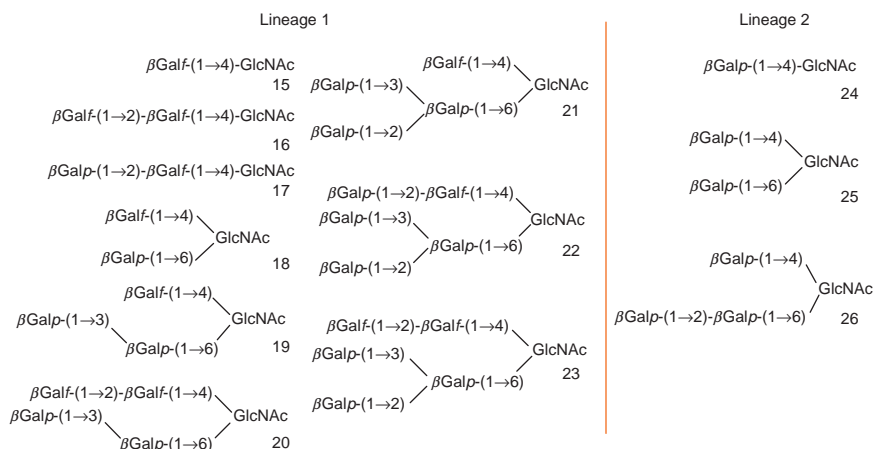 Lineage 1
βGalf-(1→4)-GlcNAc
15
βGalf-(1→2)-βGalf-(1→4)-GlcNAc
16
βGalp-(1→2)-βGalf-(1→4)-GlcNAc
17
βGalf-(1→4)
GlcNAc
βGalp-(1→6)
18
βGalf-(1→4)
βGalp-(1→3)
GlcNAc
βGalp-(1→6)
19
βGalf-(1→2)-βGalf-(1→4)
βGalp-(1→3)
GlcNAc
βGalp-(1→6)
20
βGalf-(1→4)
βGalp-(1→3)
GlcNAc
βGalp-(1→6)
21
βGalp-(1→2)
βGalp-(1→2)-βGalf-(1→4)
βGalp-(1→3)
GlcNAc
βGalp-(1→6)
22
βGalp-(1→2)
βGalf-(1→2)-βGalf-(1→4)
βGalp-(1→3)
GlcNAc
βGalp-(1→6)
23
βGalp-(1→2)
Lineage 2
βGalp-(1→4)-GlcNAc
24
βGalp-(1→4)
GlcNAc
βGalp-(1→6)
25
βGalp-(1→4)
GlcNAc
βGalp-(1→2)-βGalp-(1→6)
26